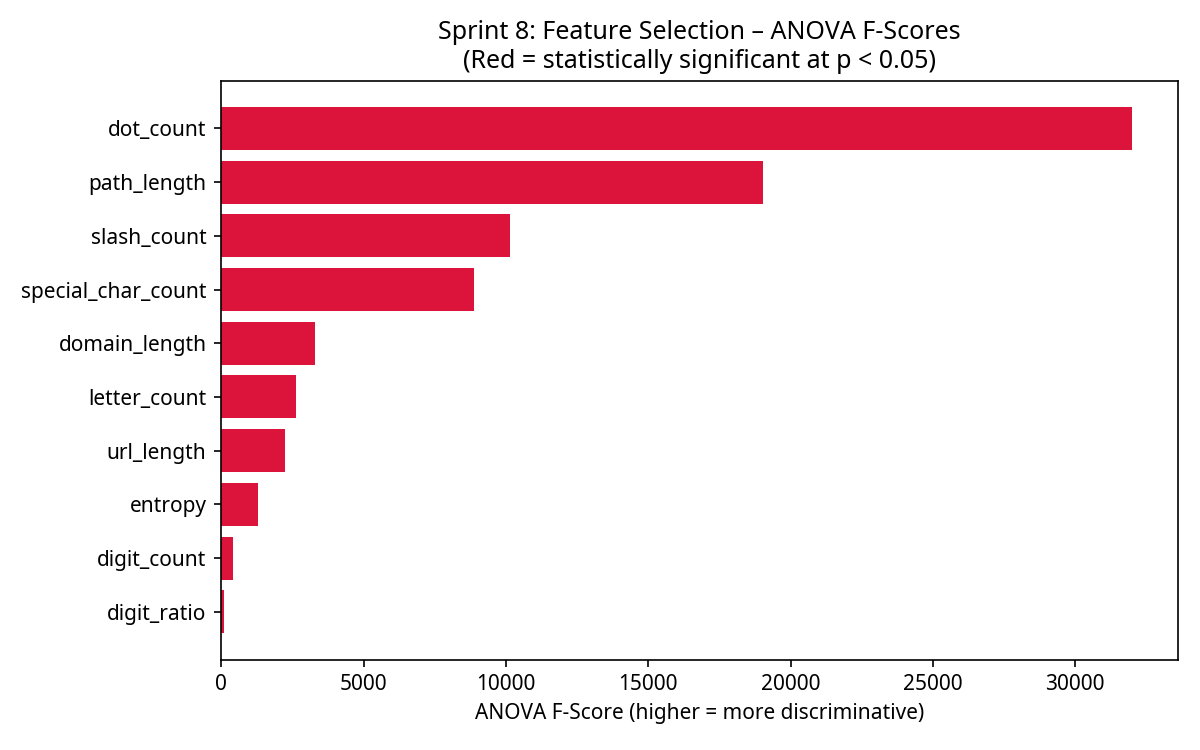 Sprint 8: Feature Selection – ANOVA F-Scores
(Red = statistically significant at p < 0.05)
dot_count
path_length
slash_count
special_char_count
domain_length
letter_count
url_length
entropy
digit_count
digit_ratio
0 5000 10000 15000 20000 25000 30000
ANOVA F-Score (higher = more discriminative)